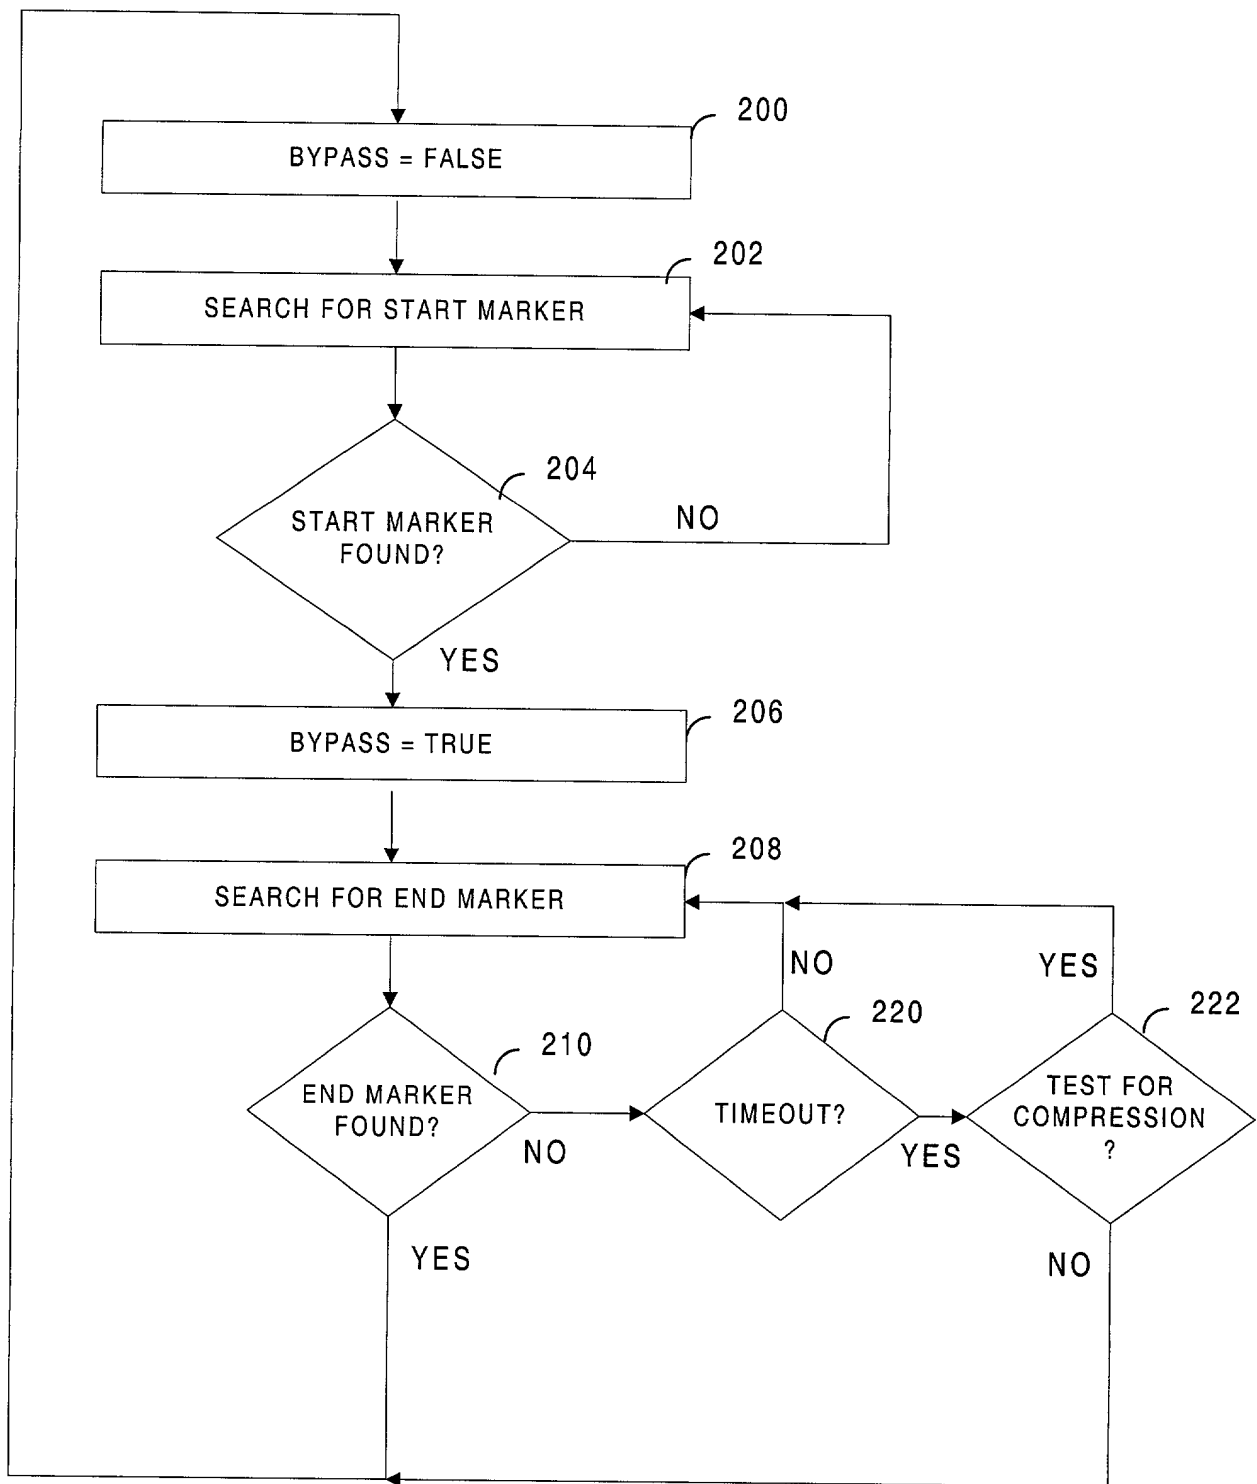 200
BYPASS = FALSE
202
SEARCH FOR START MARKER
204
START MARKER
FOUND?
NO
YES
206
BYPASS = TRUE
208
SEARCH FOR END MARKER
NO
YES
210
220
222
END MARKER
FOUND?
TIMEOUT?
TEST FOR
COMPRESSION
?
NO
YES
YES
NO